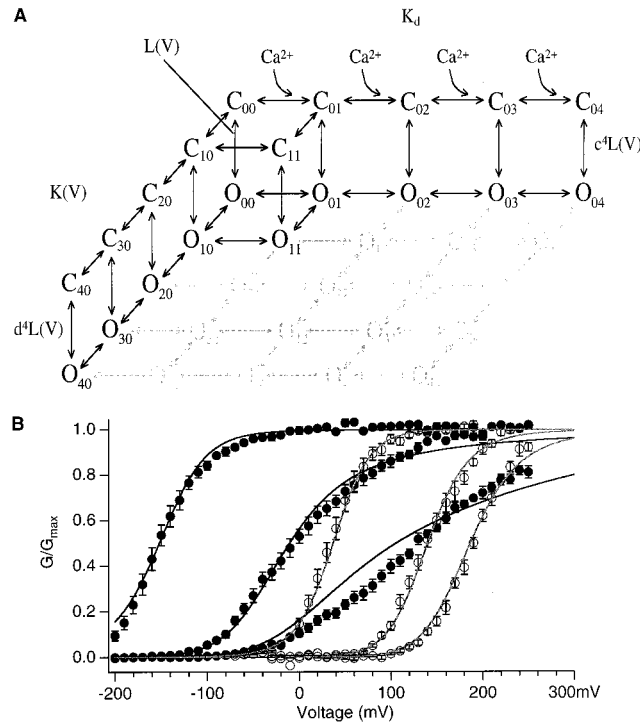 A
K_d
L(V)
Ca²⁺ Ca²⁺ Ca²⁺ Ca²⁺
C₀₀ C₀₁ C₀₂ C₀₃ C₀₄
C₁₀ C₁₁ c⁴L(V)
K(V) C₂₀ O₀₀ O₀₁ O₀₂ O₀₃ O₀₄
C₃₀ O₁₀ O₁₁
C₄₀ O₂₀
d⁴L(V) O₃₀
O₄₀
B
1.0
0.8
0.6
0.4
0.2
0.0
G/G_max
-200 -100 0 100 200 300mV
Voltage (mV)